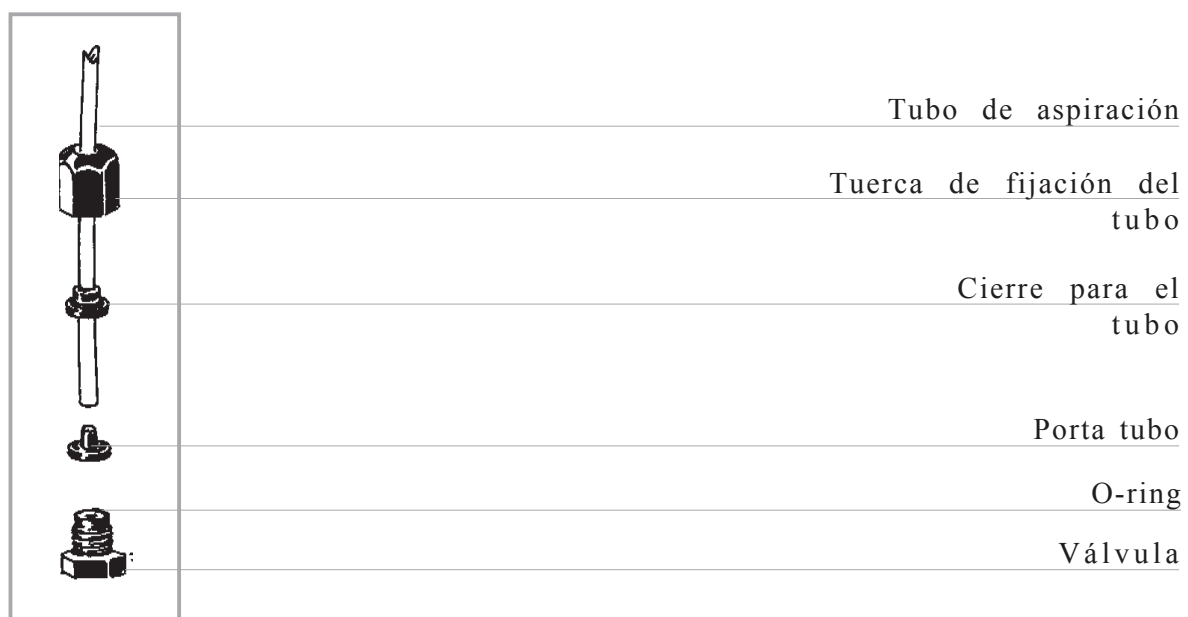 Tubo de aspiración
Tuerca de fijación del
tubo
Cierre para el
tubo
Porta tubo
O-ring
Válvula